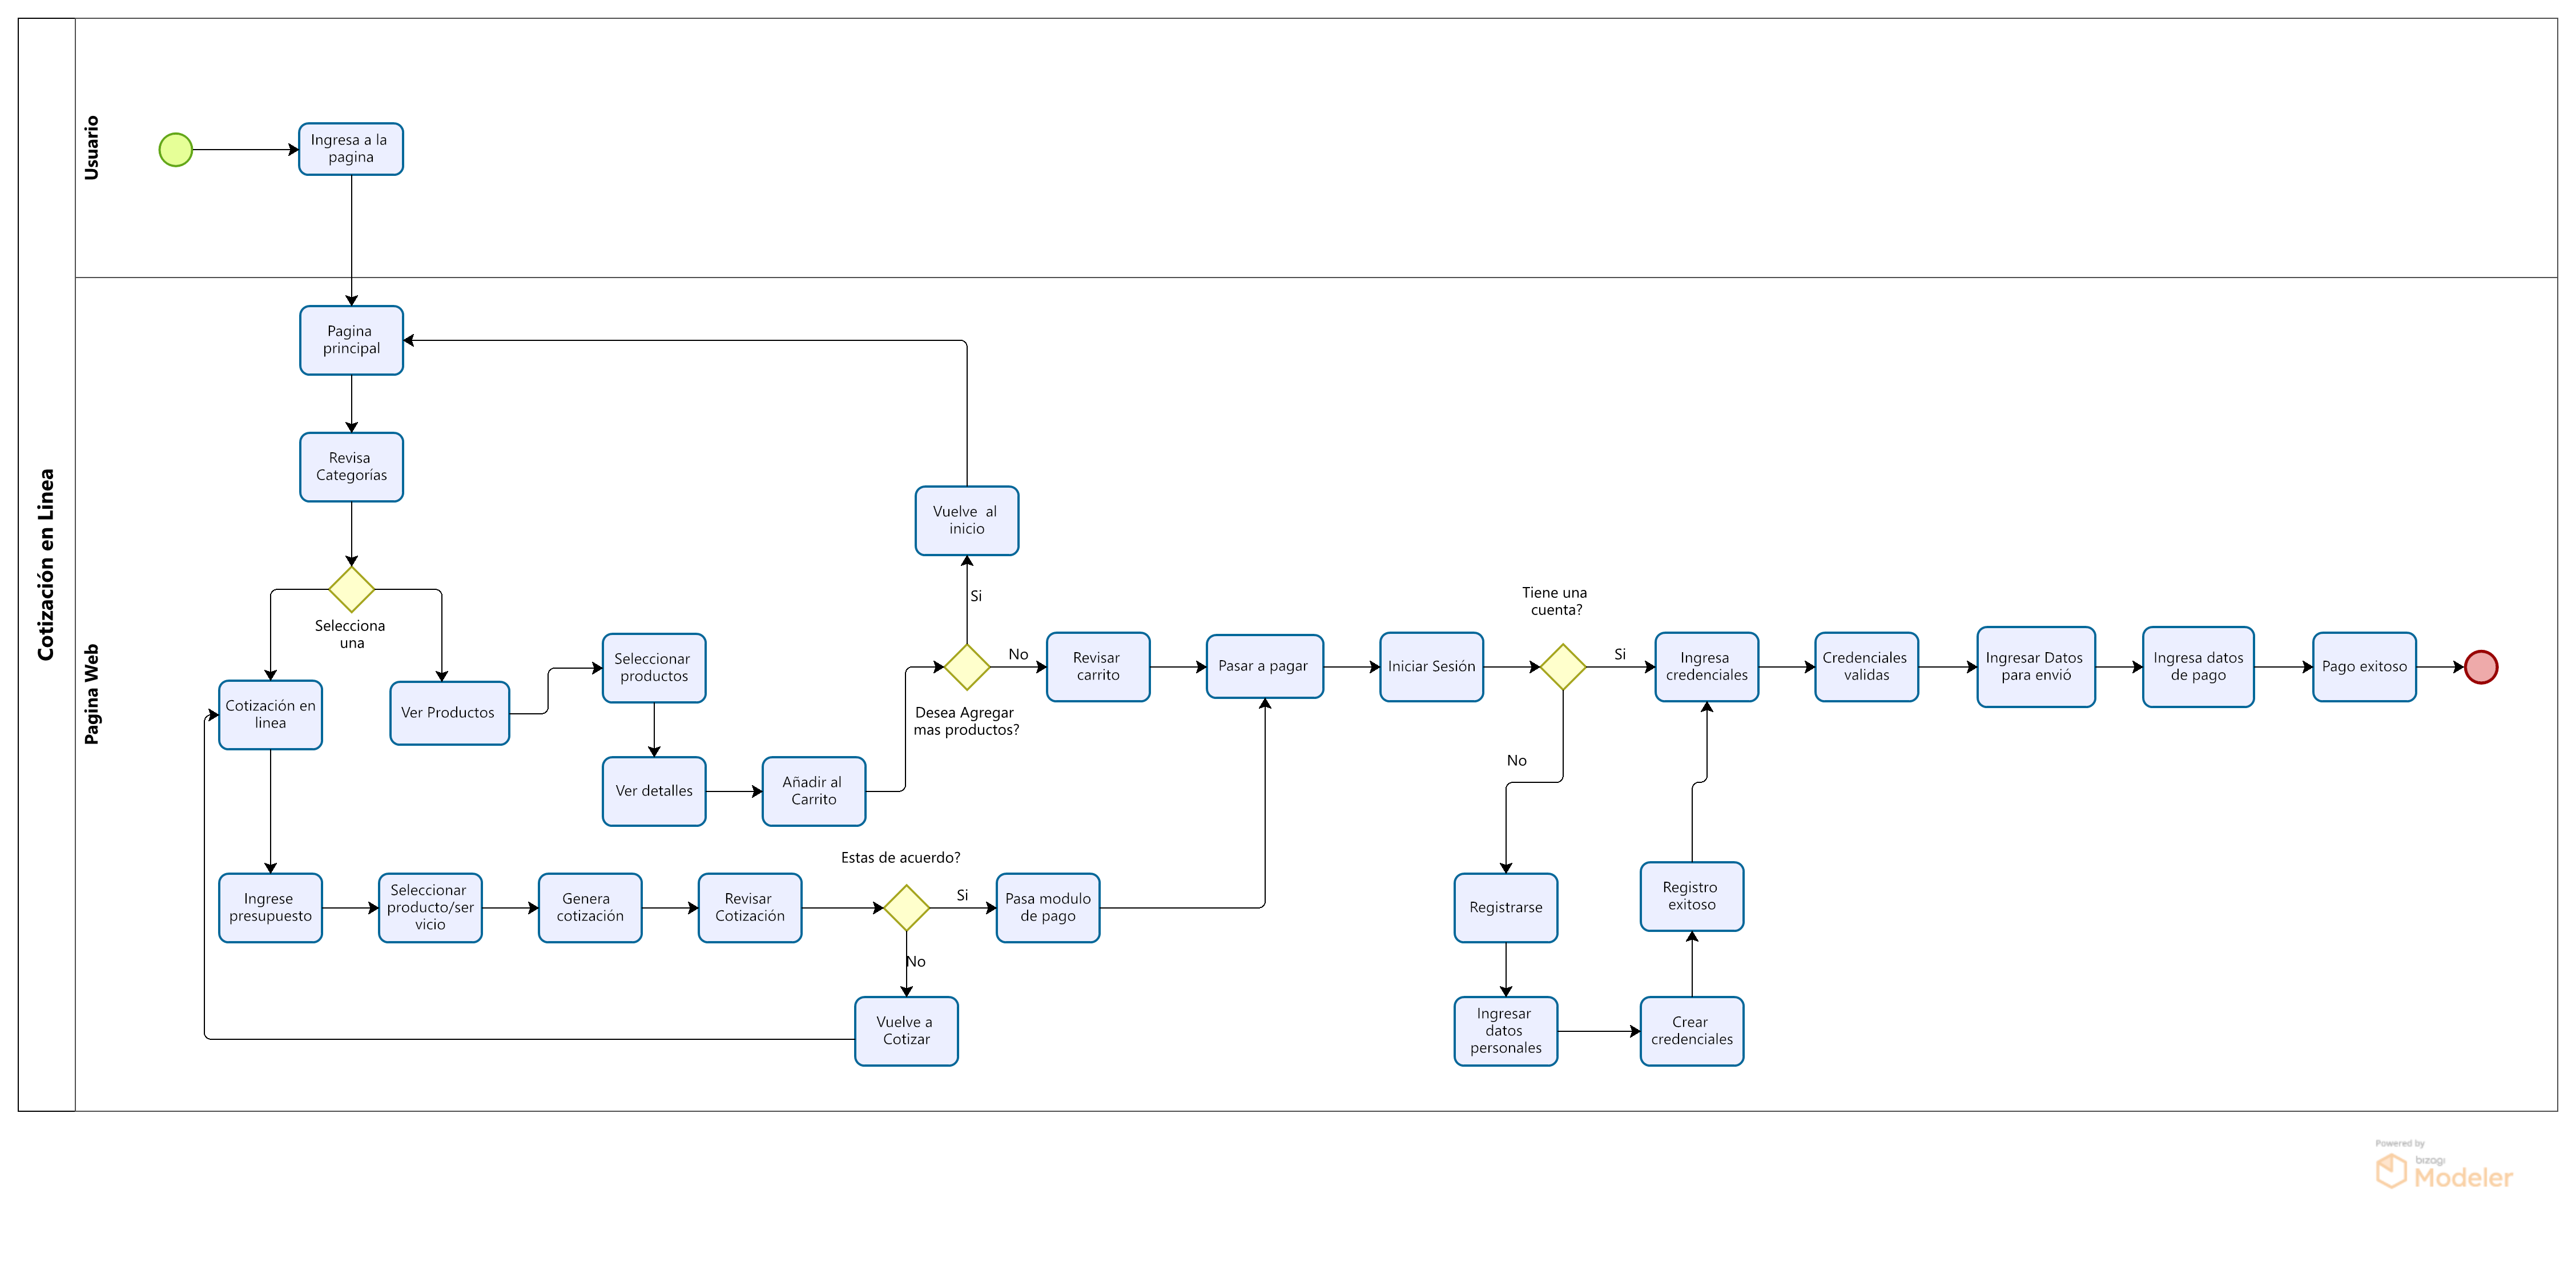 Cotización en Linea
Usuario
Ingresa a la
pagina
Pagina Web
Pagina
principal
Revisa
Categorías
Selecciona
una
Cotización en
linea
Ver Productos
Seleccionar
productos
Ver detalles
Añadir al
Carrito
Desea Agregar
mas productos?
Si
Vuelve  al
inicio
No
Revisar
carrito
Pasar a pagar
Iniciar Sesión
Tiene una
cuenta?
Si
Ingresa
credenciales
Credenciales
validas
Ingresar Datos
para envió
Ingresa datos
de pago
Pago exitoso
No
Registrarse
Ingresar
datos
personales
Crear
credenciales
Registro
exitoso
Ingrese
presupuesto
Seleccionar
producto/ser
vicio
Genera
cotización
Revisar
Cotización
Estas de acuerdo?
Si
Pasa modulo
de pago
No
Vuelve a
Cotizar
Powered by
bizagi
Modeler